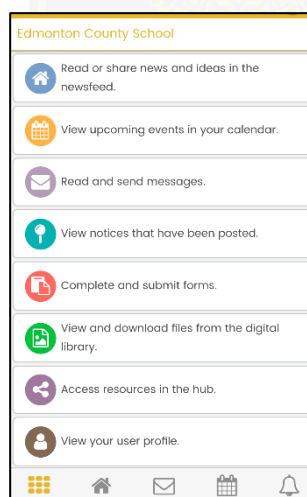 Edmonton County School
Read or share news and ideas in the
newsfeed.
View upcoming events in your calendar.
Read and send messages.
View notices that have been posted.
Complete and submit forms.
View and download files from the digital
library.
Access resources in the hub.
View your user profile.